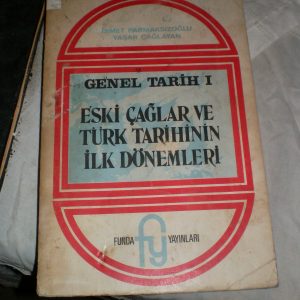 İSMET PARMAKSIZOĞLU
YAŞAR ÇAĞLAYAN
GENEL TARİH I
ESKİ ÇAĞLAR VE
TÜRK TARİHİNİN
İLK DÖNEMLERİ
FUNDA YAYINLARI